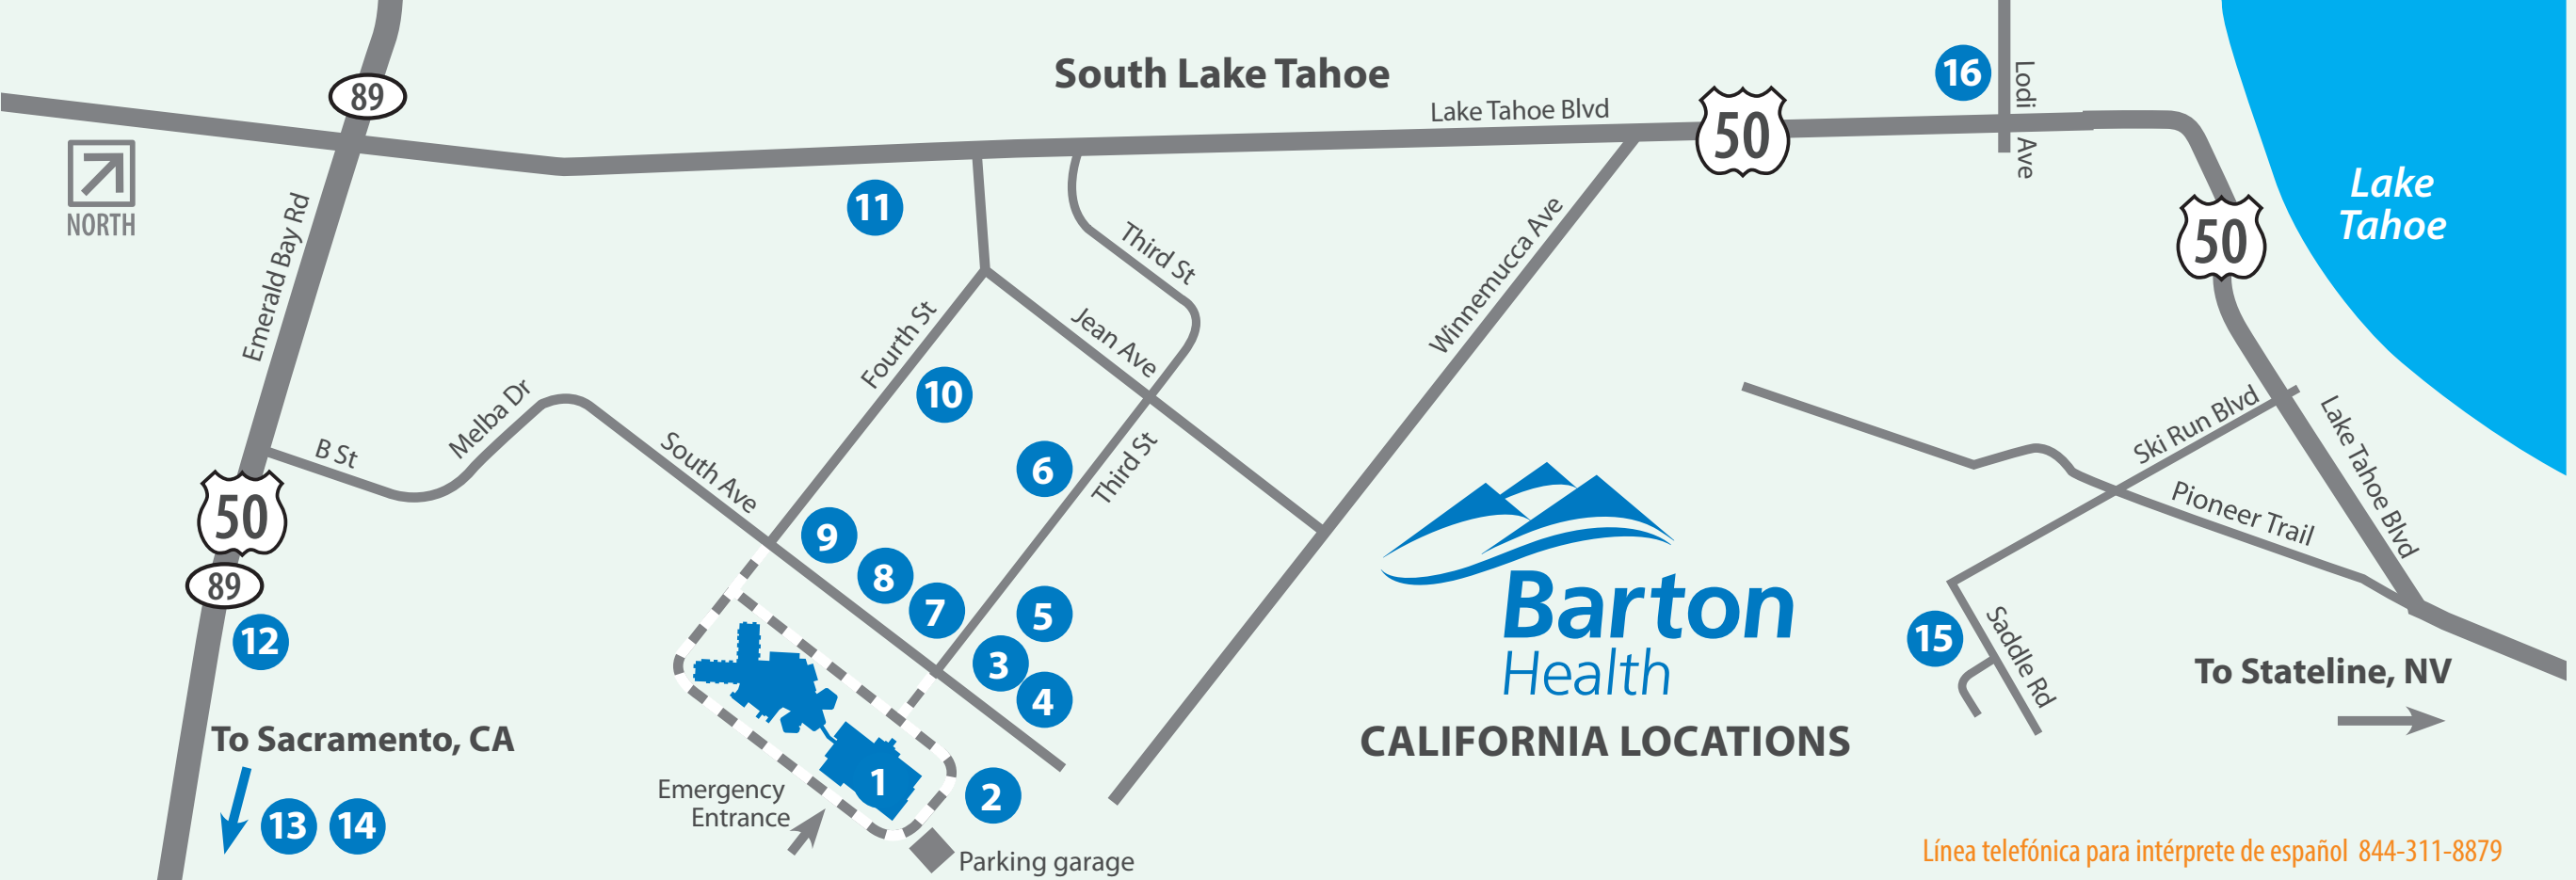 South Lake Tahoe
16
Lodi
Ave
89
Lake Tahoe Blvd
50
NORTH
Lake
Tahoe
11
Emerald Bay Rd
Third St
Winnemucca Ave
50
Fourth St
Jean Ave
10
Melba Dr
B St
South Ave
6
Third St
Ski Run Blvd
Lake Tahoe Blvd
Pioneer Trail
50
89
9
8
7
5
3
4
12
Barton
Health
CALIFORNIA LOCATIONS
15
Saddle Rd
To Stateline, NV
To Sacramento, CA
13
14
1
2
Emergency
Entrance
Parking garage
Línea telefónica para intérprete de español 844-311-8879